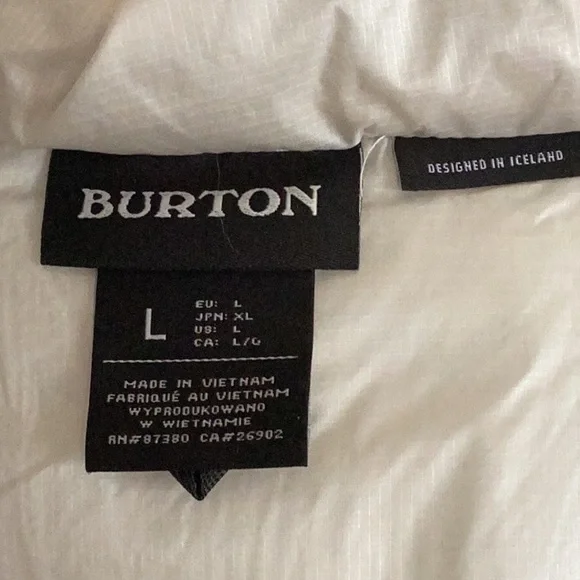 BURTON
DESIGNED IN ICELAND
L
EU: L
JPN: XL
US: L
CA: L/G
MADE IN VIETNAM
FABRIQUÉ AU VIETNAM
WYPRODUKOWANO
W WIETNAMIE
RN#87380 CA#26902